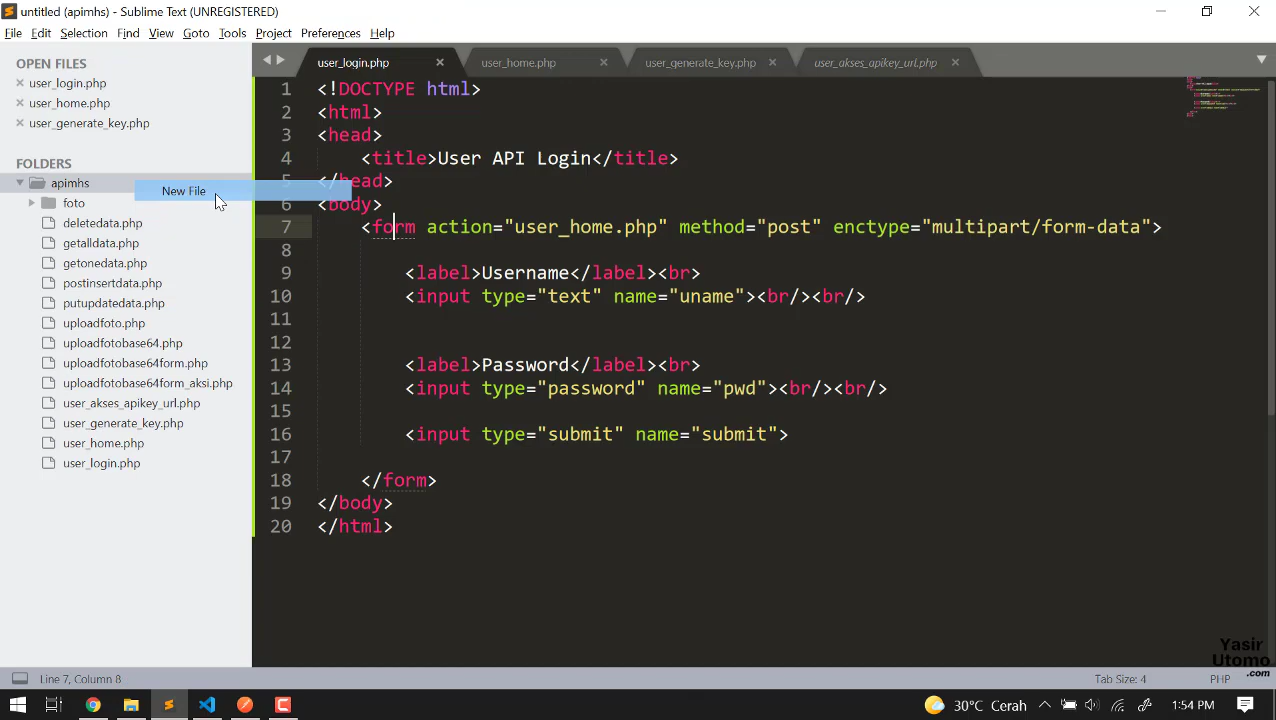 untitled (apimhs) - Sublime Text (UNREGISTERED)
File Edit Selection Find View Goto Tools Project Preferences Help
OPEN FILES
user_login.php
user_home.php
user_generate_key.php
FOLDERS
apimhs
foto
deletedata.php
getalldata.php
getonedata.php
postinsertdata.php
putupdatedata.php
uploadfoto.php
uploadfotobase64.php
uploadfotobase64form.php
uploadfotobase64form_aksi.php
user_akses_apikey_url.php
user_generate_key.php
user_home.php
user_login.php
New File
user_login.php user_home.php user_generate_key.php user_akses_apikey_url.php
1 <!DOCTYPE html>
2 <html>
3 <head>
4 <title>User API Login</title>
5 </head>
6 <body>
7 <form action="user_home.php" method="post" enctype="multipart/form-data">
8
9 <label>Username</label><br>
10 <input type="text" name="uname"><br/><br/>
11
12
13 <label>Password</label><br>
14 <input type="password" name="pwd"><br/><br/>
15
16 <input type="submit" name="submit">
17
18 </form>
19 </body>
20 </html>
Yasir
Utomo
.com
Line 7, Column 8 Tab Size: 4 PHP
30°C Cerah 1:54 PM